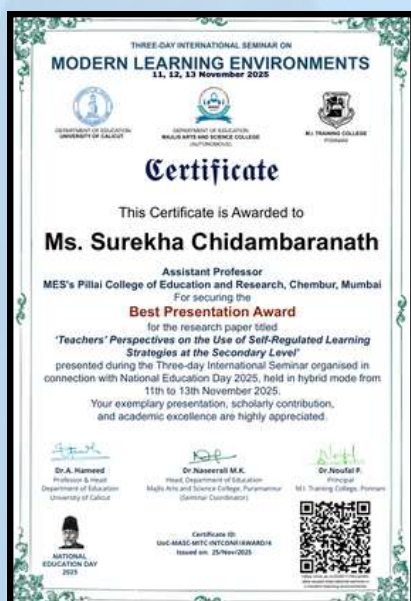 THREE-DAY INTERNATIONAL SEMINAR ON
MODERN LEARNING ENVIRONMENTS
11, 12, 13 November 2025
DEPARTMENT OF EDUCATION
UNIVERSITY OF CALICUT
DEPARTMENT OF EDUCATION
MAJLIS ARTS AND SCIENCE COLLEGE
(AUTONOMOUS)
M.I. TRAINING COLLEGE
PONNANI
Certificate
This Certificate is Awarded to
Ms. Surekha Chidambaranath
Assistant Professor
MES's Pillai College of Education and Research, Chembur, Mumbai
For securing the
Best Presentation Award
for the research paper titled
'Teachers' Perspectives on the Use of Self-Regulated Learning
Strategies at the Secondary Level'
presented during the Three-day International Seminar organised in
connection with National Education Day 2025, held in hybrid mode from
11th to 13th November 2025.
Your exemplary presentation, scholarly contribution,
and academic excellence are highly appreciated.
Dr.A. Hameed
Professor & Head
Department of Education
University of Calicut
Dr.Naseerali M.K.
Head, Department of Education
Majlis Arts and Science College, Puramannur
(Seminar Coordinator)
Dr.Noufal P.
Principal
M.I. Training College, Ponnani
NATIONAL
EDUCATION DAY
2025
Certificate ID:
UoC-MASC-MITC-INTCONF/AWARD/4
Issued on: 25/Nov/2025